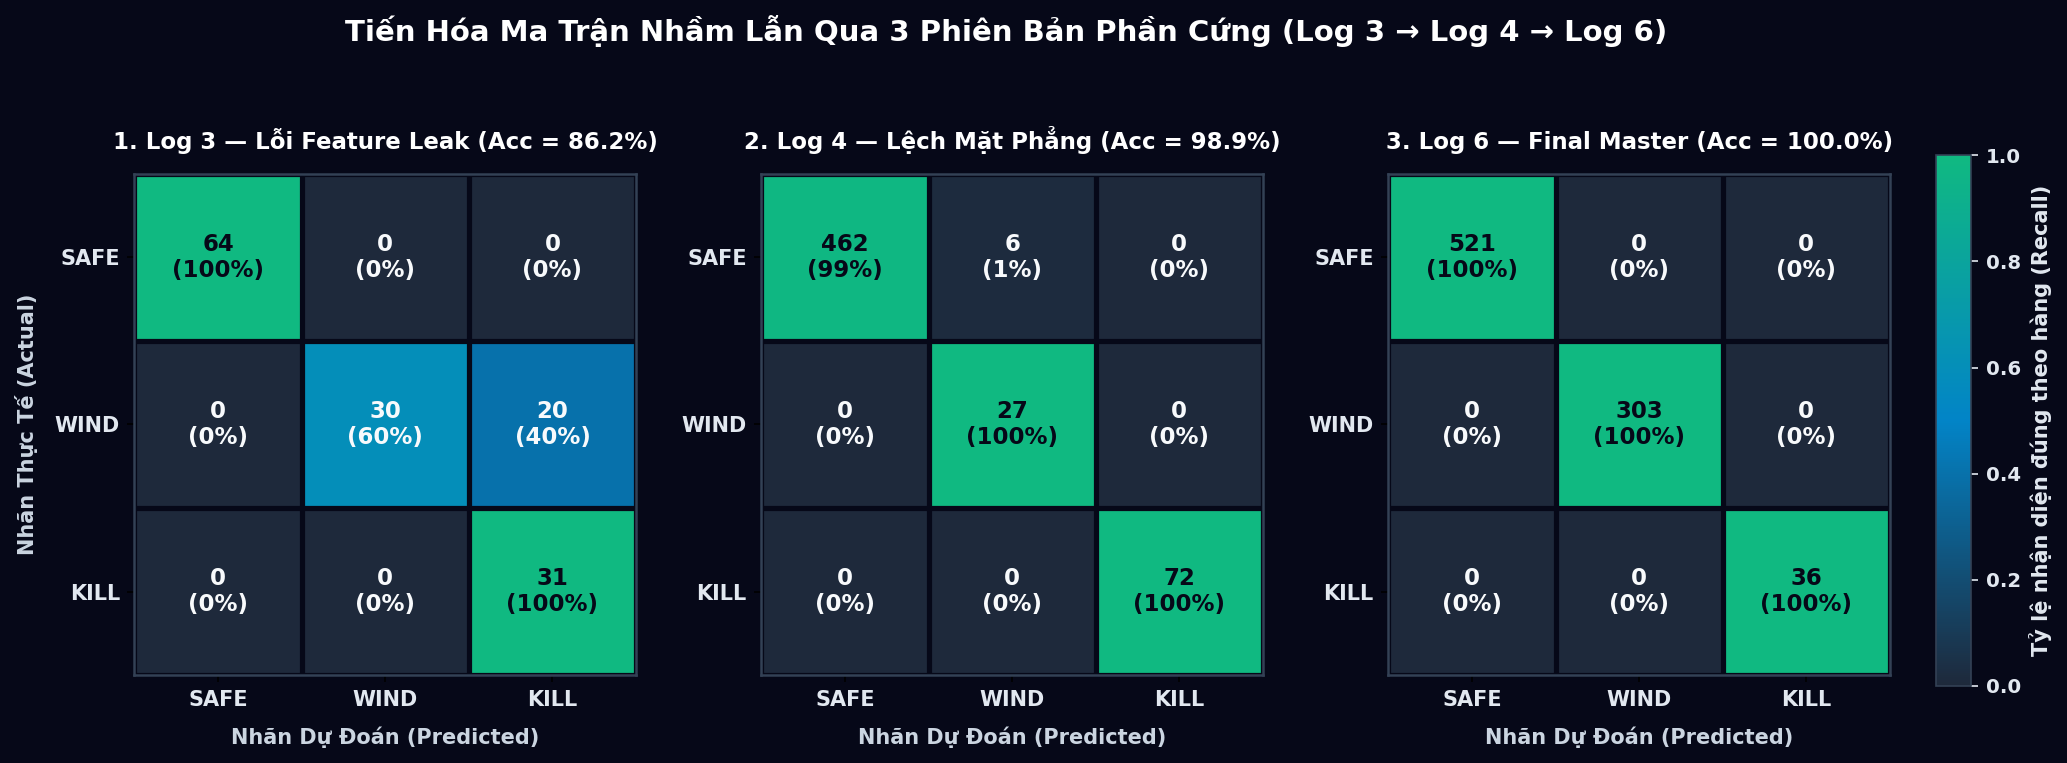 Tiến Hóa Ma Trận Nhầm Lẫn Qua 3 Phiên Bản Phần Cứng (Log 3 → Log 4 → Log 6)
1. Log 3 — Lỗi Feature Leak (Acc = 86.2%)
Nhãn Thực Tế (Actual)
SAFE
64
(100%)
0
(0%)
0
(0%)
WIND
0
(0%)
30
(60%)
20
(40%)
KILL
0
(0%)
0
(0%)
31
(100%)
SAFE WIND KILL
Nhãn Dự Đoán (Predicted)
2. Log 4 — Lệch Mặt Phẳng (Acc = 98.9%)
SAFE
462
(99%)
6
(1%)
0
(0%)
WIND
0
(0%)
27
(100%)
0
(0%)
KILL
0
(0%)
0
(0%)
72
(100%)
SAFE WIND KILL
Nhãn Dự Đoán (Predicted)
3. Log 6 — Final Master (Acc = 100.0%)
SAFE
521
(100%)
0
(0%)
0
(0%)
WIND
0
(0%)
303
(100%)
0
(0%)
KILL
0
(0%)
0
(0%)
36
(100%)
SAFE WIND KILL
Nhãn Dự Đoán (Predicted)
1.0
0.8
0.6
0.4
0.2
0.0
Tỷ lệ nhận diện đúng theo hàng (Recall)